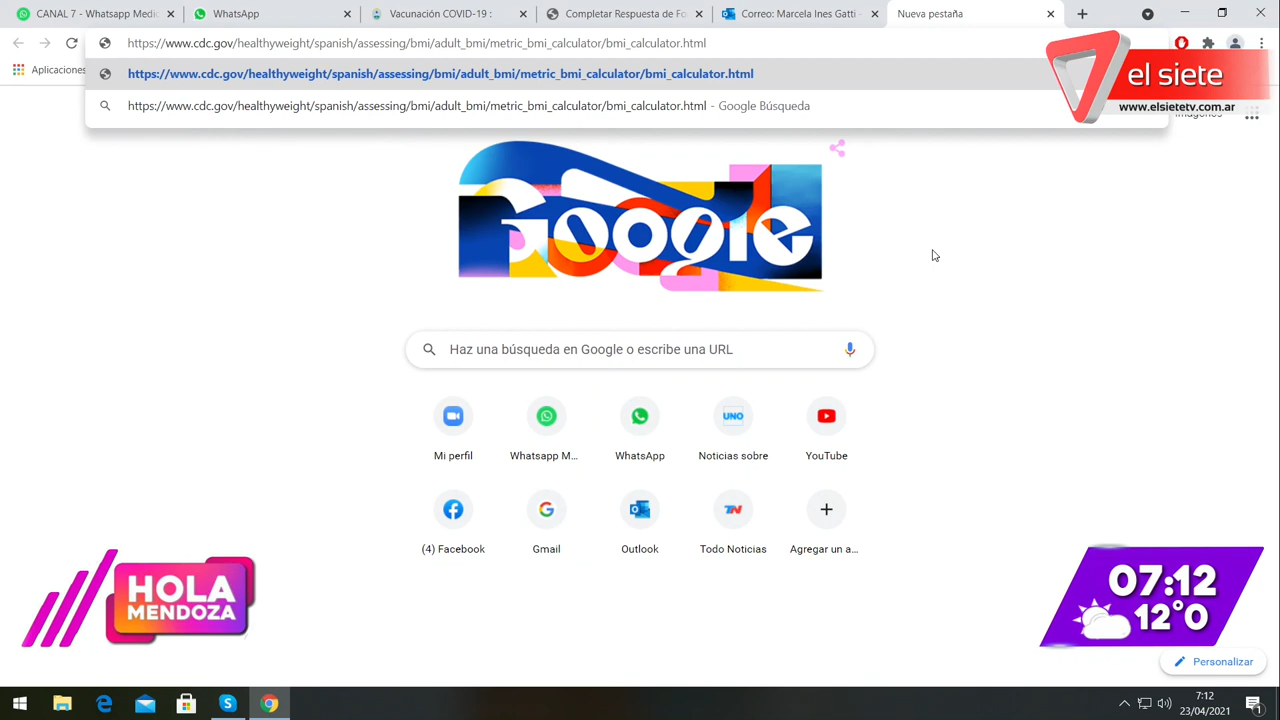 CANAL 7 - Whatsapp Medi
WhatsApp
Vacunación COVID-19 :
Completar Respuesta de Fo
Correo: Marcela Ines Gatti -
Nueva pestaña
https://www.cdc.gov/healthyweight/spanish/assessing/bmi/adult_bmi/metric_bmi_calculator/bmi_calculator.html
Aplicaciones
https://www.cdc.gov/healthyweight/spanish/assessing/bmi/adult_bmi/metric_bmi_calculator/bmi_calculator.html
https://www.cdc.gov/healthyweight/spanish/assessing/bmi/adult_bmi/metric_bmi_calculator/bmi_calculator.html - Google Búsqueda
el siete
www.elsietetv.com.ar
Imágenes
Google
Haz una búsqueda en Google o escribe una URL
UNO
Mi perfil
Whatsapp M...
WhatsApp
Noticias sobre
YouTube
TN
(4) Facebook
Gmail
Outlook
Todo Noticias
Agregar un a...
HOLA
MENDOZA
07:12
12°0
Personalizar
7:12
23/04/2021
1